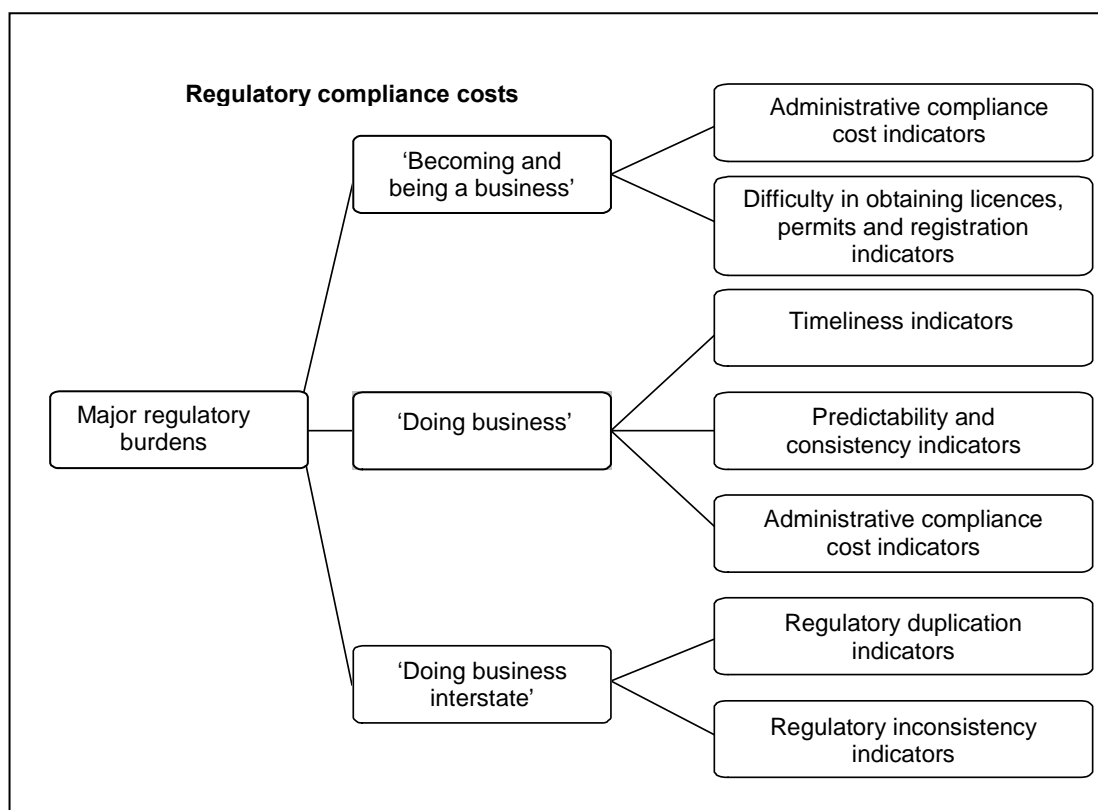 Regulatory compliance costs
Administrative compliance
cost indicators
‘Becoming and
being a business’
Difficulty in obtaining licences,
permits and registration
indicators
Timeliness indicators
Major regulatory
burdens
‘Doing business’
Predictability and
consistency indicators
Administrative compliance
cost indicators
‘Doing business
interstate’
Regulatory duplication
indicators
Regulatory inconsistency
indicators